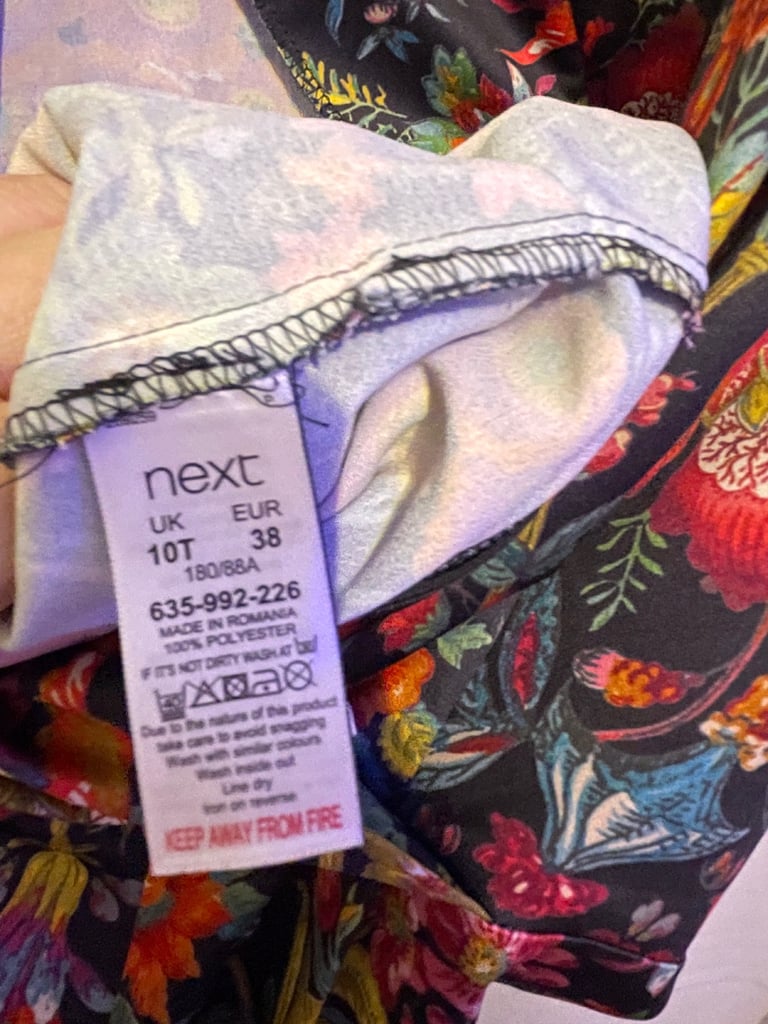 next
UK EUR
10T 38
180/88A
635-992-226
MADE IN ROMANIA
100% POLYESTER
IF IT'S NOT DIRTY WASH AT
40
Due to the nature of this product
take care to avoid snagging
Wash with similar colours
Wash inside out
Line dry
Iron on reverse
KEEP AWAY FROM FIRE